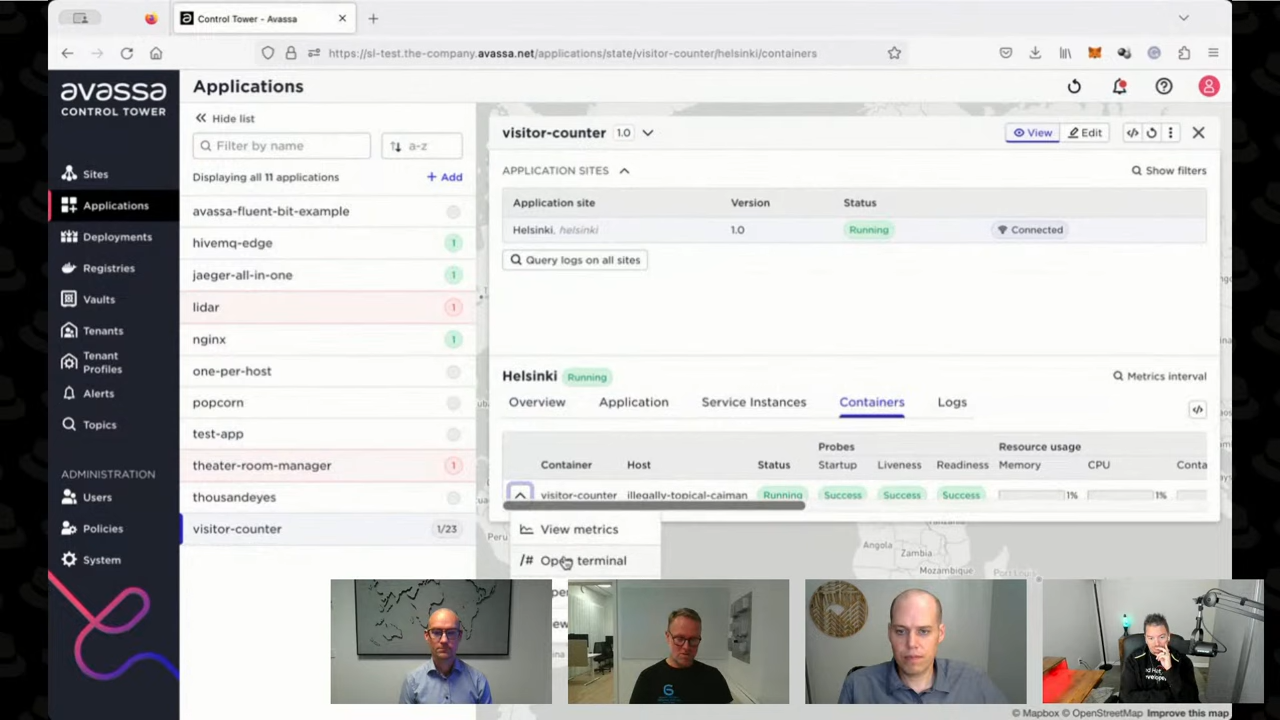 Control Tower - Avassa
https://sl-test.the-company.avassa.net/applications/state/visitor-counter/helsinki/containers
avassa
CONTROL TOWER
Sites
Applications
Deployments
Registries
Vaults
Tenants
Tenant
Profiles
Alerts
Topics
ADMINISTRATION
Users
Policies
System
Applications
Hide list
Filter by name
a-z
Displaying all 11 applications
+ Add
avassa-fluent-bit-example
hivemq-edge 1
jaeger-all-in-one 1
lidar 1
nginx 1
one-per-host
popcorn
test-app
theater-room-manager 1
thousandeyes
visitor-counter 1/23
visitor-counter 1.0
View
Edit
APPLICATION SITES
Show filters
Application site Version Status
Helsinki, helsinki 1.0 Running Connected
Query logs on all sites
Helsinki Running
Metrics interval
Overview Application Service Instances Containers Logs
</>
Probes Resource usage
Container Host Status Startup Liveness Readiness Memory CPU Conta
visitor-counter illegally-topical-caiman Running Success Success Success 1% 1%
View metrics
/# Open terminal
Peru
Angola
Zambia
Mozambique
© Mapbox © OpenStreetMap Improve this map